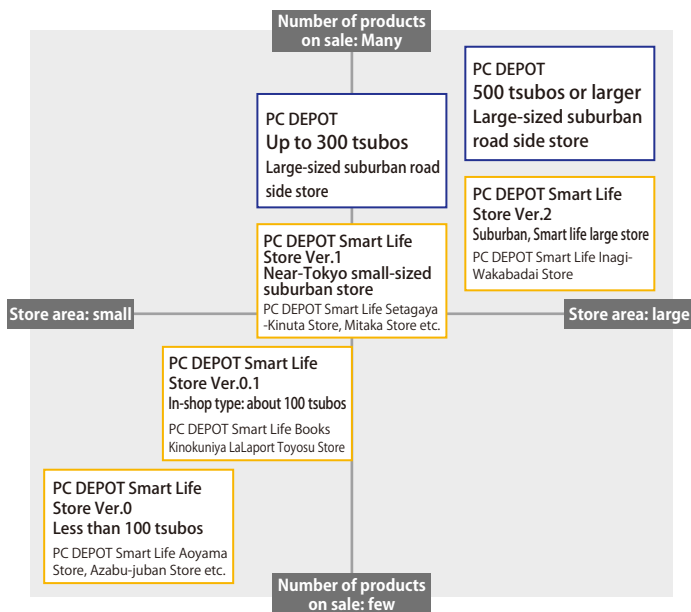 Number of products
on sale: Many
PC DEPOT
500 tsubos or larger
Large-sized suburban
road side store
PC DEPOT
Up to 300 tsubos
Large-sized suburban road
side store
PC DEPOT Smart Life
Store Ver.2
Suburban, Smart life large store
PC DEPOT Smart Life Inagi-
Wakabadai Store
PC DEPOT Smart Life
Store Ver.1
Near-Tokyo small-sized
suburban store
PC DEPOT Smart Life Setagaya
-Kinuta Store, Mitaka Store etc.
Store area: small
Store area: large
PC DEPOT Smart Life
Store Ver.0.1
In-shop type: about 100 tsubos
PC DEPOT Smart Life Books
Kinokuniya LaLaport Toyosu Store
PC DEPOT Smart Life
Store Ver.0
Less than 100 tsubos
PC DEPOT Smart Life Aoyama
Store, Azabu-juban Store etc.
Number of products
on sale: few